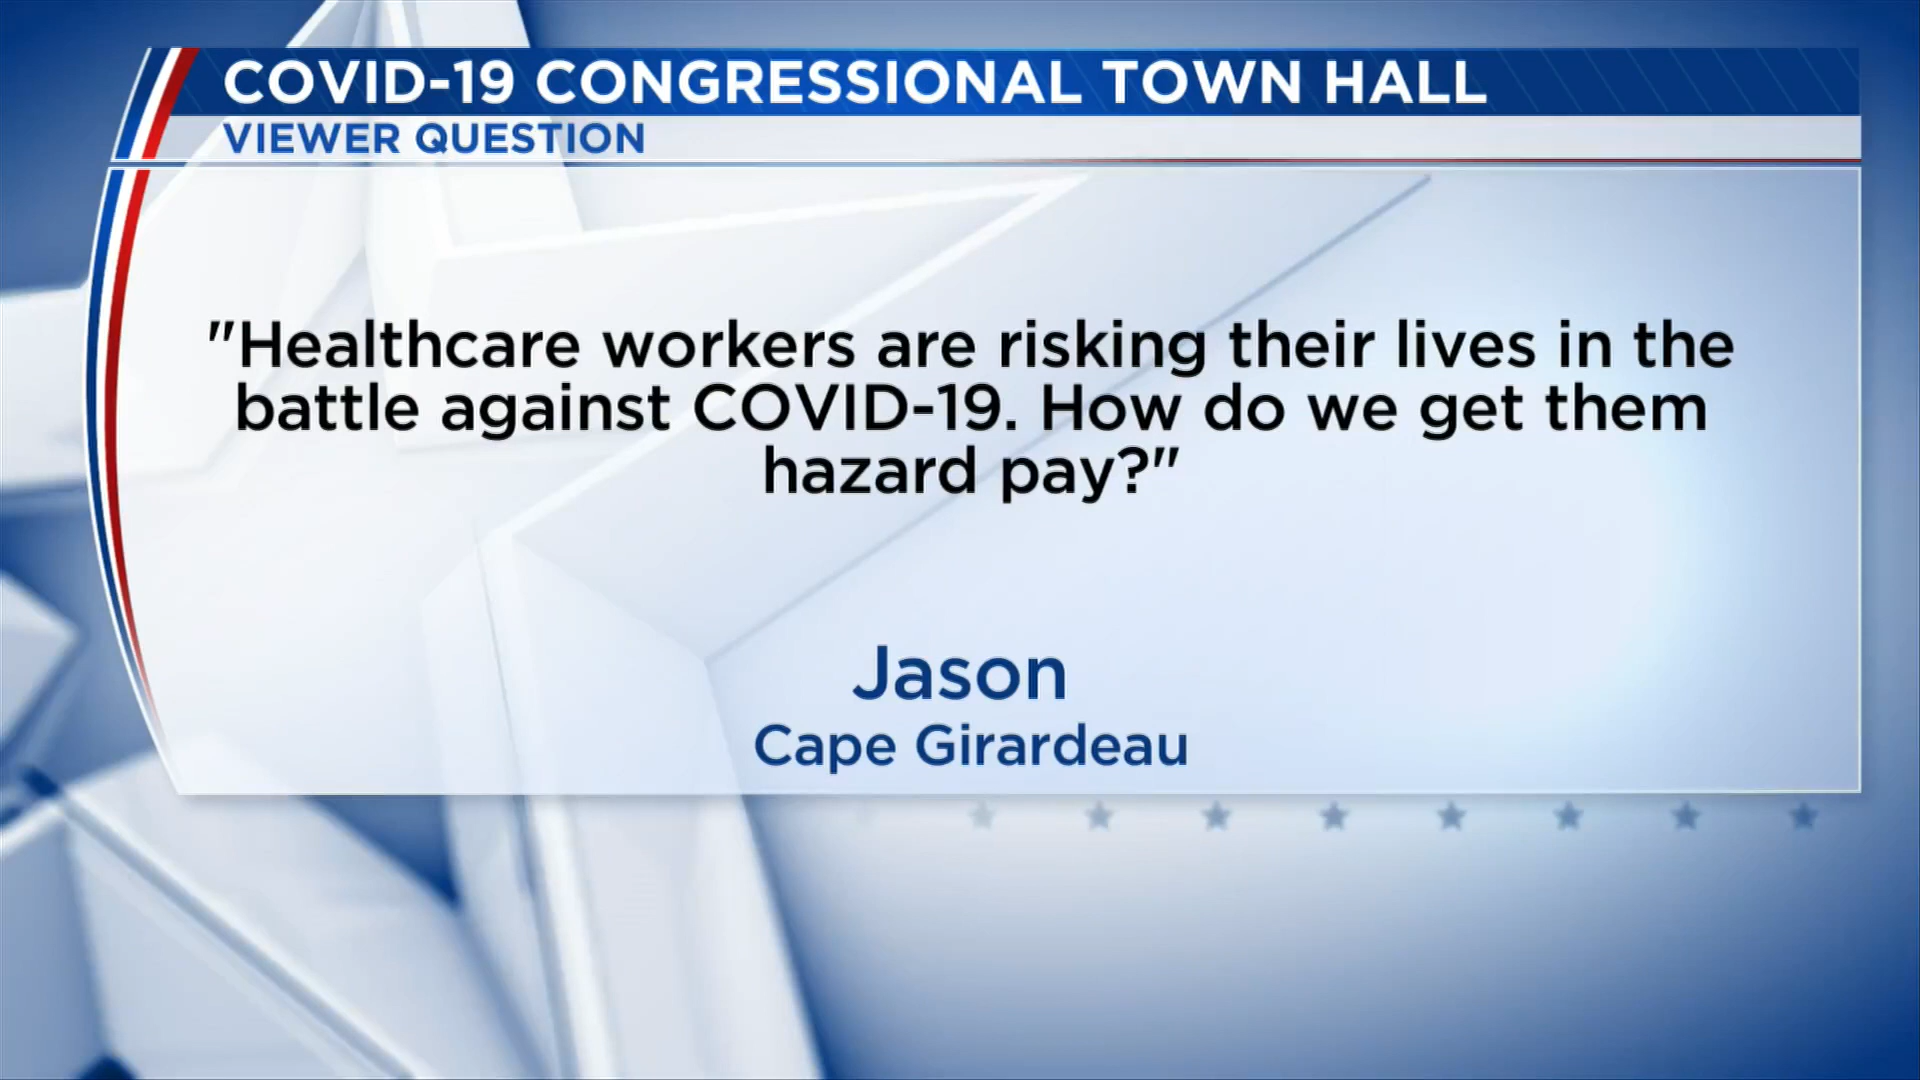 COVID-19 CONGRESSIONAL TOWN HALL
VIEWER QUESTION
"Healthcare workers are risking their lives in the
battle against COVID-19. How do we get them
hazard pay?"
Jason
Cape Girardeau